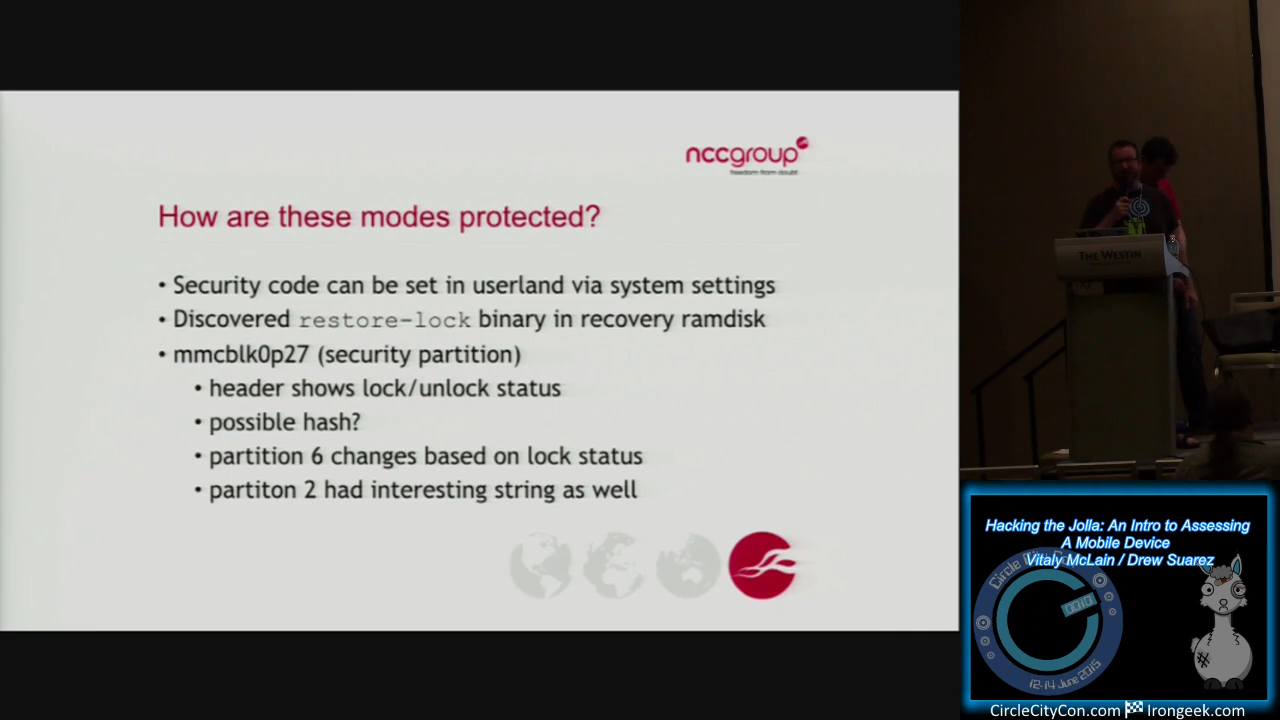 nccgroup
freedom from doubt
How are these modes protected?
• Security code can be set in userland via system settings
• Discovered restore-lock binary in recovery ramdisk
• mmcblk0p27 (security partition)
• header shows lock/unlock status
• possible hash?
• partition 6 changes based on lock status
• partiton 2 had interesting string as well
THE WESTIN
Hacking the Jolla: An Intro to Assessing
A Mobile Device
Vitaly McLain / Drew Suarez
Circle City Con
12-14 June 2015
CircleCityCon.com Irongeek.com